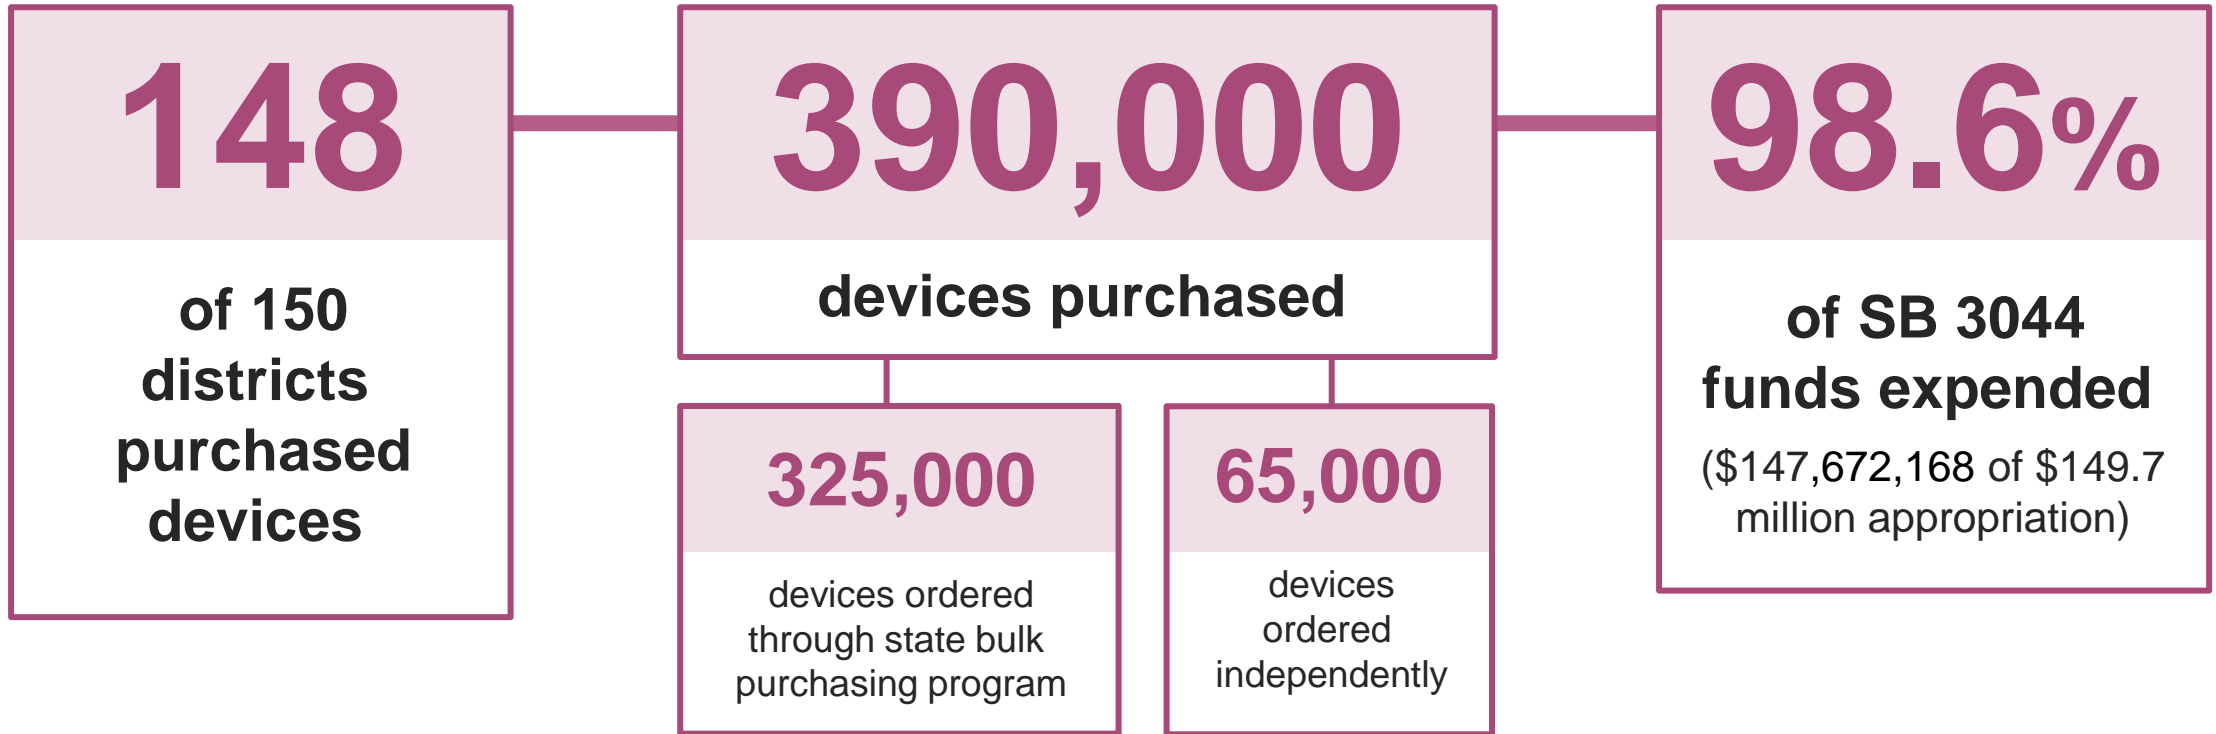 148
of 150
districts
purchased
devices
390,000
devices purchased
325,000
devices ordered
through state bulk
purchasing program
65,000
devices
ordered
independently
98.6%
of SB 3044
funds expended
($147,672,168 of $149.7
million appropriation)